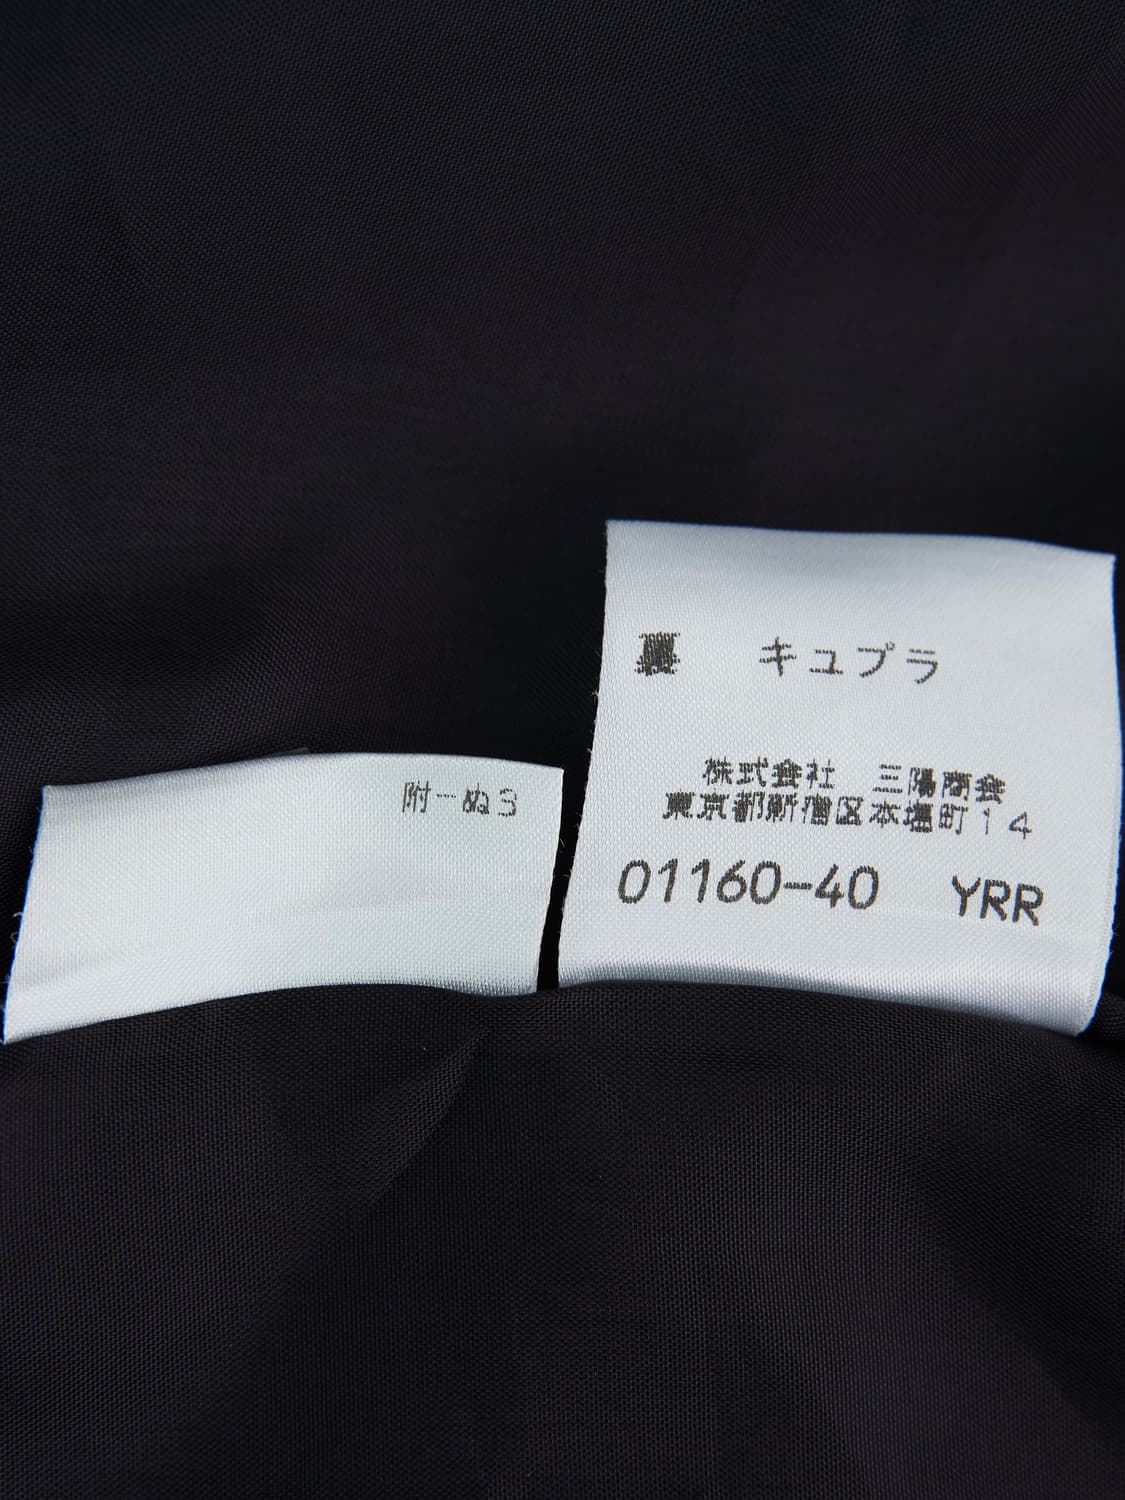 裏 キュプラ
株式会社 三陽商会
東京都新宿区本塩町14
01160-40 YRR
附-ぬ3